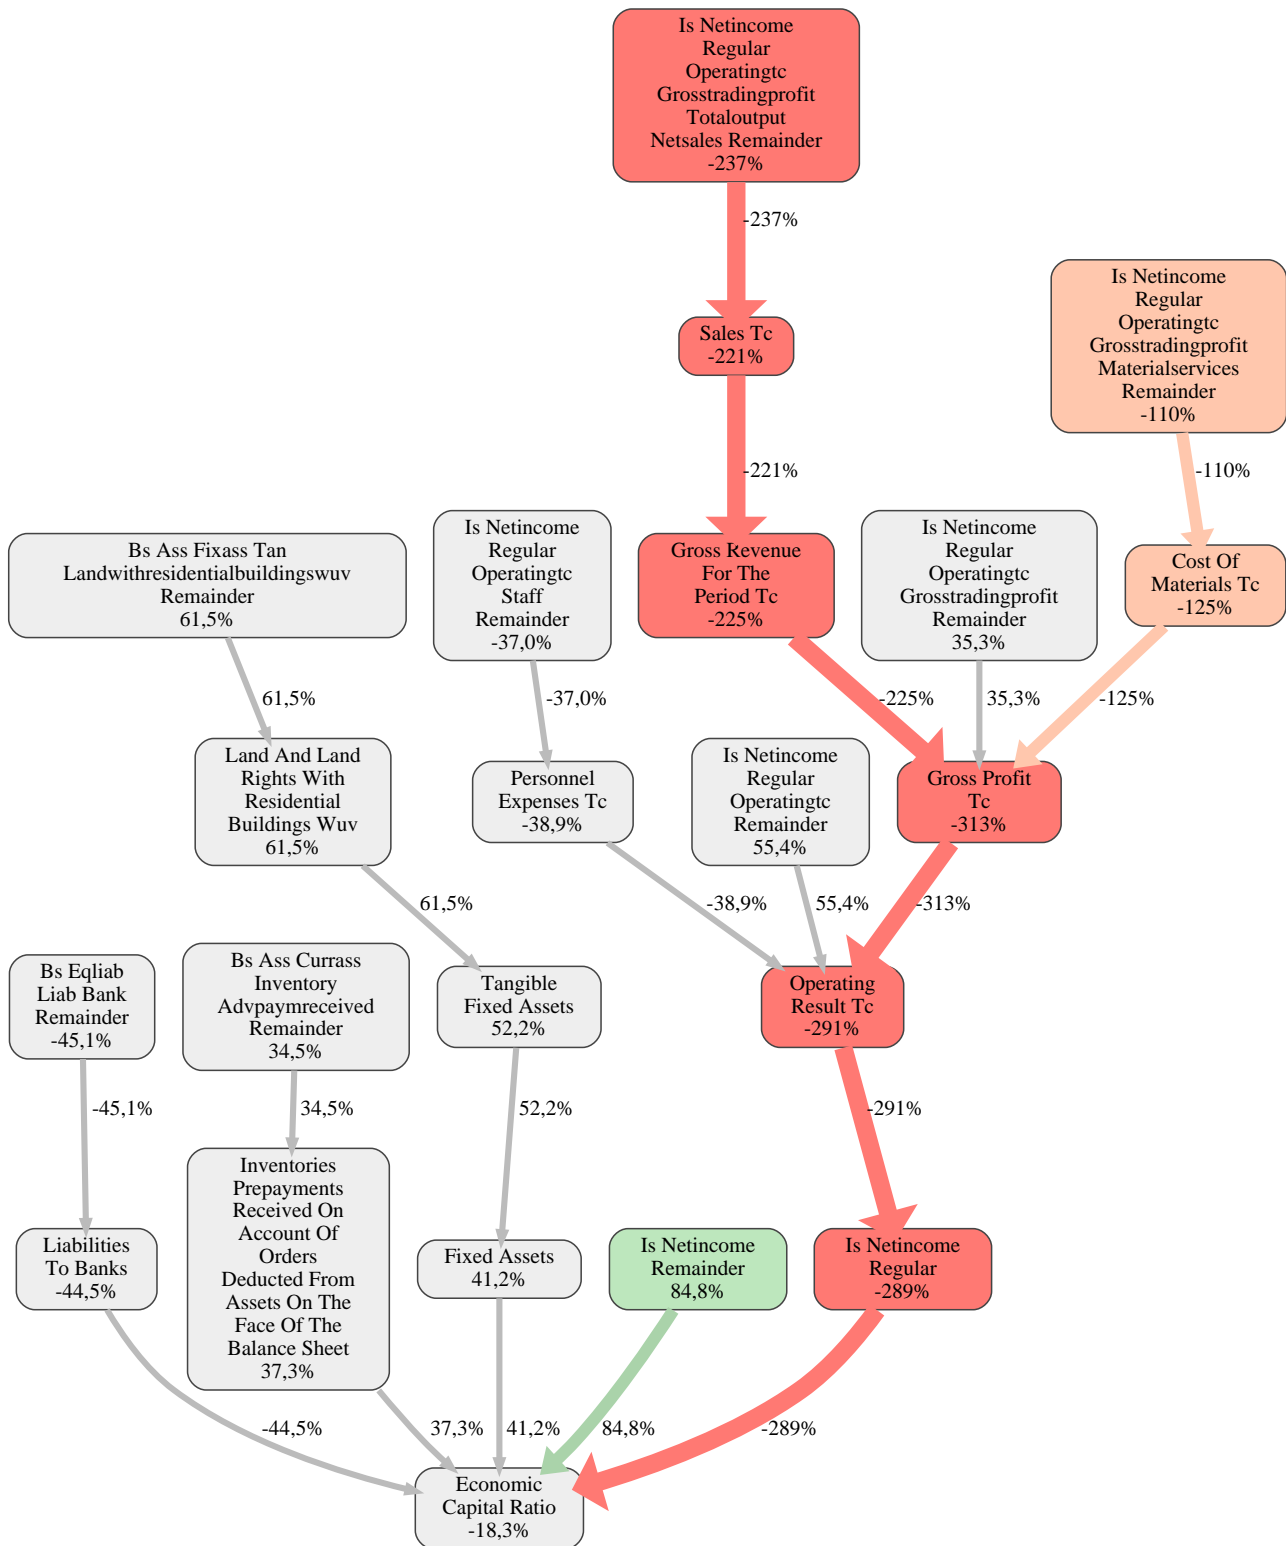 Is Netincome
Regular
Operatingtc
Grosstradingprofit
Totaloutput
Netsales Remainder
-237%
-237%
Is Netincome
Regular
Operatingtc
Grosstradingprofit
Materialservices
Remainder
-110%
Sales Tc
-221%
-221%
-110%
Bs Ass Fixass Tan
Landwithresidentialbuildingswuv
Remainder
61,5%
Is Netincome
Regular
Operatingtc
Staff
Remainder
-37,0%
Gross Revenue
For The
Period Tc
-225%
Is Netincome
Regular
Operatingtc
Grosstradingprofit
Remainder
35,3%
Cost Of
Materials Tc
-125%
61,5%
-37,0%
-225%
35,3%
-125%
Land And Land
Rights With
Residential
Buildings Wuv
61,5%
Personnel
Expenses Tc
-38,9%
Is Netincome
Regular
Operatingtc
Remainder
55,4%
Gross Profit
Tc
-313%
61,5%
-38,9%
55,4%
-313%
Bs Eqliab
Liab Bank
Remainder
-45,1%
Bs Ass Currass
Inventory
Advpaymreceived
Remainder
34,5%
Tangible
Fixed Assets
52,2%
Operating
Result Tc
-291%
-45,1%
34,5%
52,2%
-291%
Liabilities
To Banks
-44,5%
Inventories
Prepayments
Received On
Account Of
Orders
Deducted From
Assets On The
Face Of The
Balance Sheet
37,3%
Fixed Assets
41,2%
Is Netincome
Remainder
84,8%
Is Netincome
Regular
-289%
-44,5%
37,3%
41,2%
84,8%
-289%
Economic
Capital Ratio
-18,3%